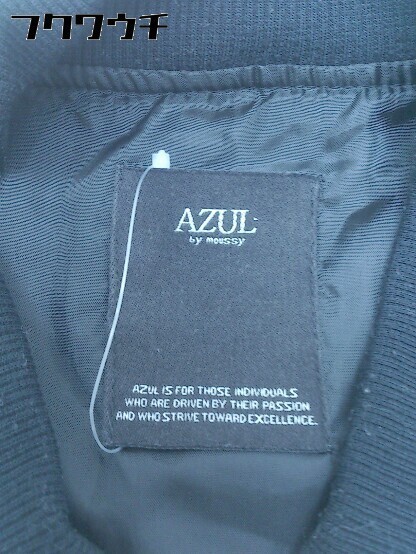 フクワウチ
AZUL
by moussy
AZUL IS FOR THOSE INDIVIDUALS
WHO ARE DRIVEN BY THEIR PASSION
AND WHO STRIVE TOWARD EXCELLENCE.